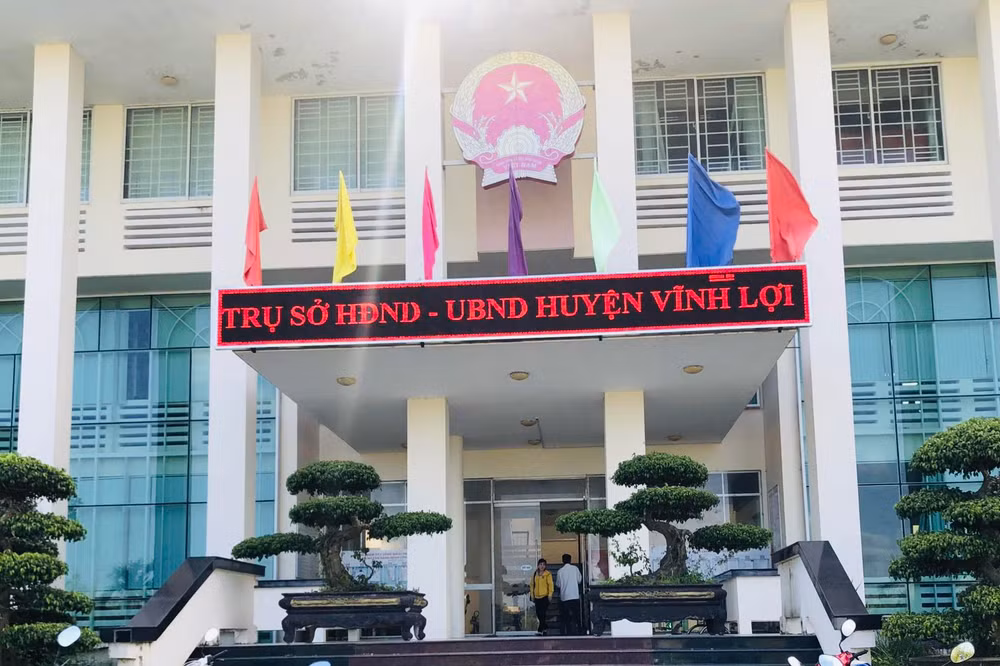 TRỤ SỞ HĐND - UBND HUYỆN VĨNH LỢI